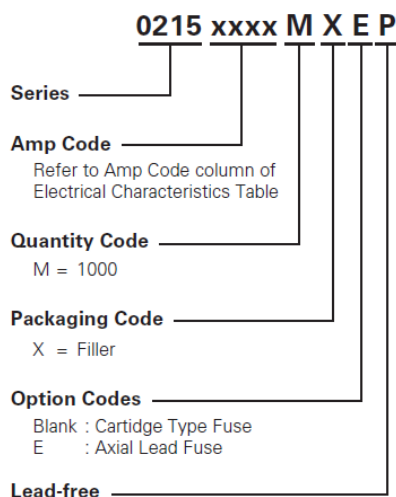 0215 xxxx M X E P
Series
Amp Code
Refer to Amp Code column of
Electrical Characteristics Table
Quantity Code
M = 1000
Packaging Code
X = Filler
Option Codes
Blank : Cartidge Type Fuse
E : Axial Lead Fuse
Lead-free